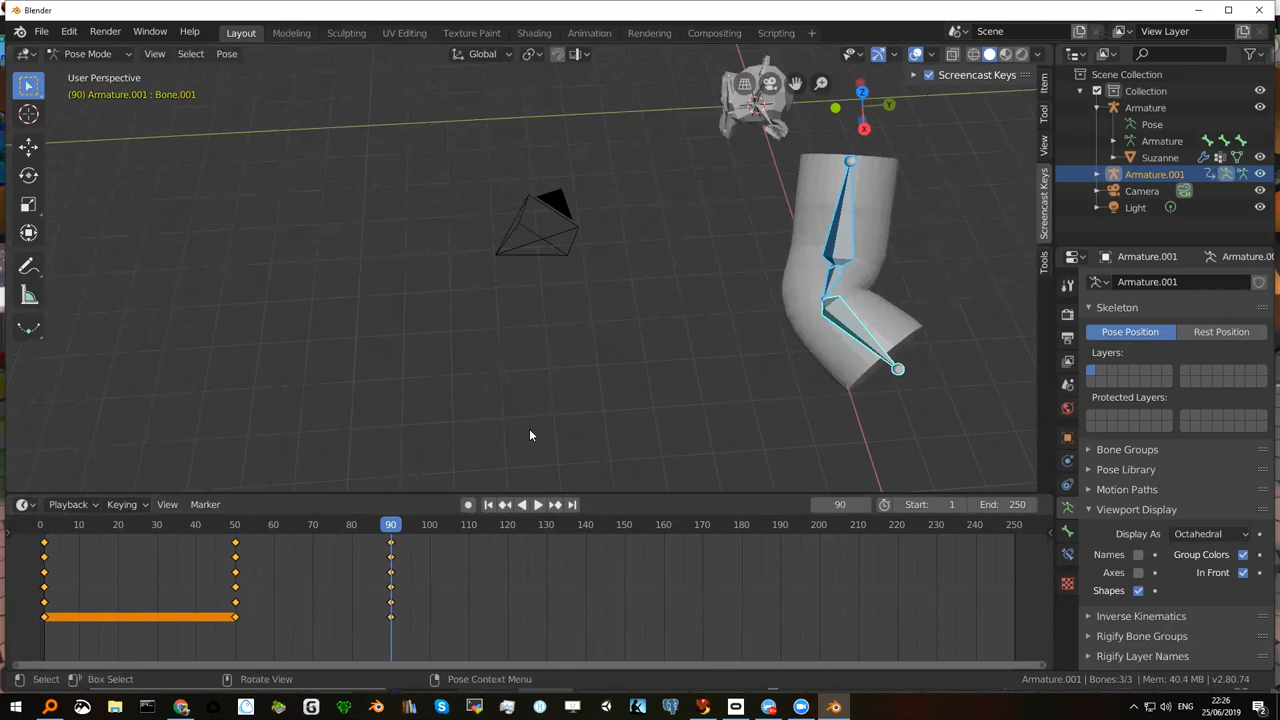 Blender
File Edit Render Window Help
Layout Modeling Sculpting UV Editing Texture Paint Shading Animation Rendering Compositing Scripting
Scene View Layer
Pose Mode View Select Pose Global
User Perspective
(90) Armature.001 : Bone.001
Screencast Keys
Z
Y
X
Item
Tool
View
Screencast Keys
Tools
Scene Collection
Collection
Armature
Pose
Armature
Suzanne
Armature.001
Camera
Light
Armature.001 Armature.00
Armature.001
Skeleton
Pose Position Rest Position
Layers:
Protected Layers:
Bone Groups
Pose Library
Motion Paths
Viewport Display
Display As Octahedral
Names Group Colors
Axes In Front
Shapes
Inverse Kinematics
Rigify Bone Groups
Rigify Layer Names
Playback Keying View Marker 90 Start: 1 End: 250
0 10 20 30 40 50 60 70 80 90 100 110 120 130 140 150 160 170 180 190 200 210 220 230 240 250
Select Box Select Rotate View Pose Context Menu Armature.001 | Bones:3/3 | Mem: 40.4 MB | v2.80.74
ENG
22:26
25/06/2019